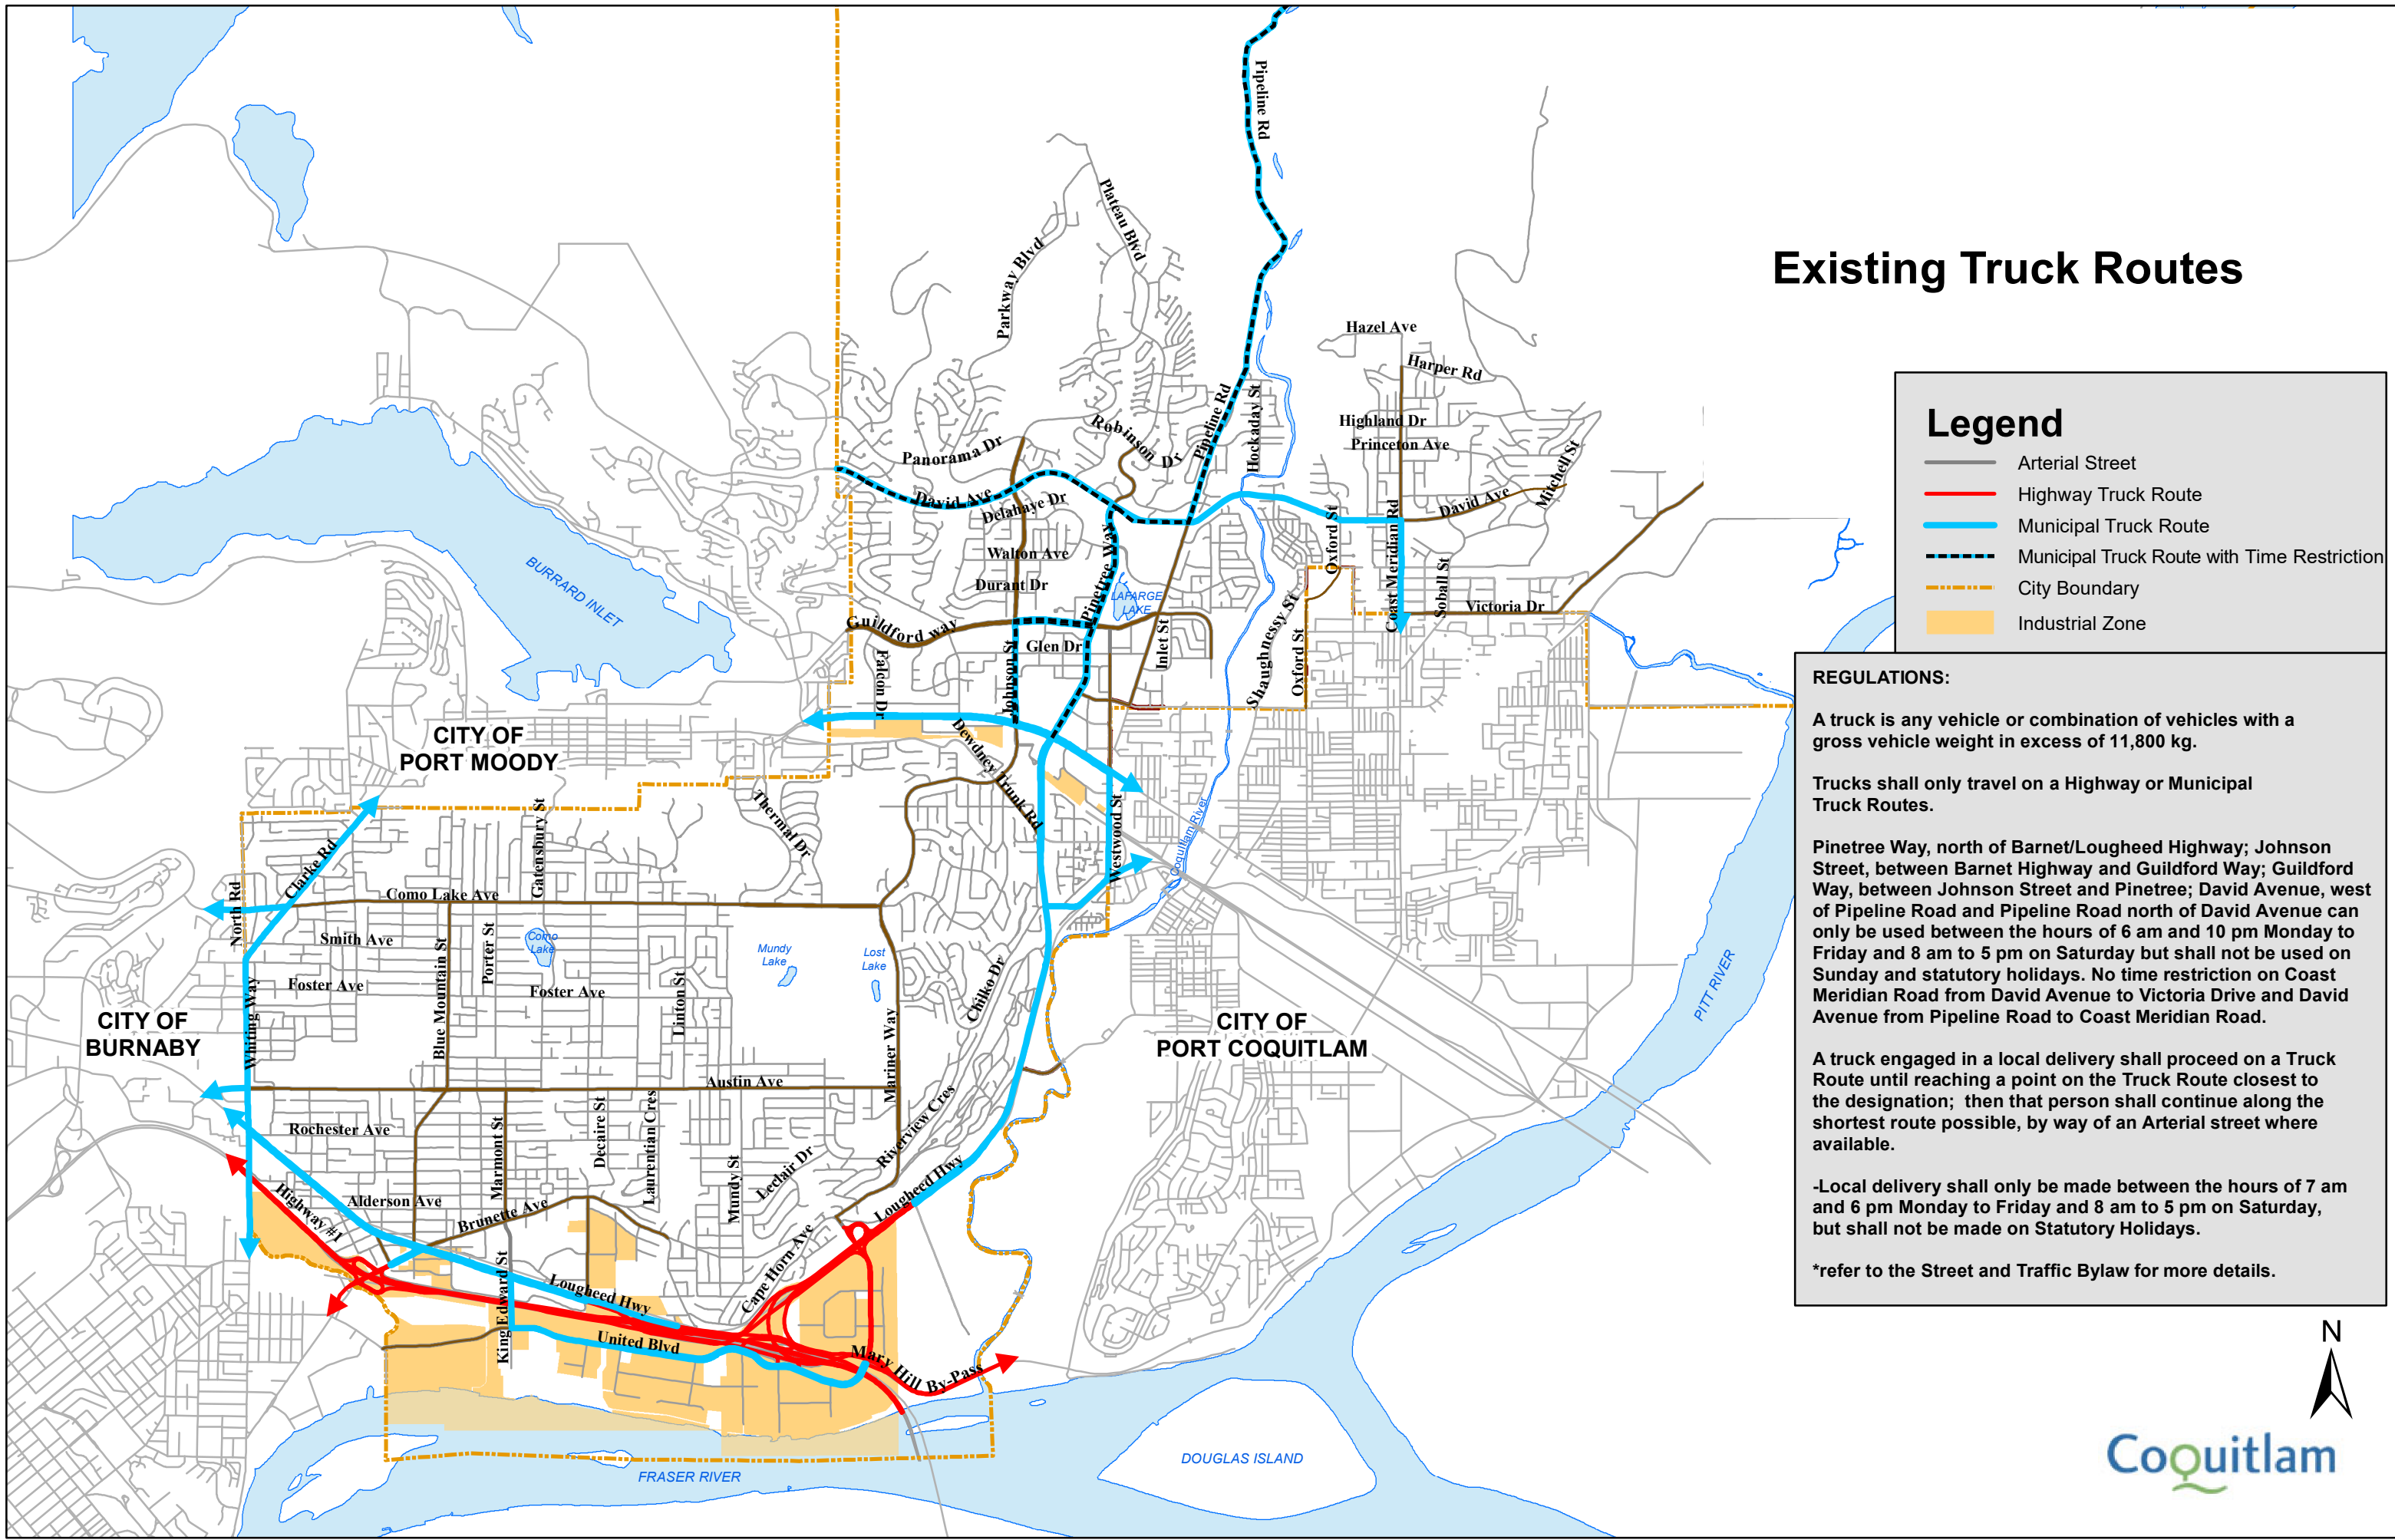 Existing Truck Routes
Legend
Arterial Street
Highway Truck Route
Municipal Truck Route
Municipal Truck Route with Time Restriction
City Boundary
Industrial Zone
REGULATIONS:
A truck is any vehicle or combination of vehicles with a
gross vehicle weight in excess of 11,800 kg.
Trucks shall only travel on a Highway or Municipal
Truck Routes.
Pinetree Way, north of Barnet/Lougheed Highway; Johnson
Street, between Barnet Highway and Guildford Way; Guildford
Way, between Johnson Street and Pinetree; David Avenue, west
of Pipeline Road and Pipeline Road north of David Avenue can
only be used between the hours of 6 am and 10 pm Monday to
Friday and 8 am to 5 pm on Saturday but shall not be used on
Sunday and statutory holidays. No time restriction on Coast
Meridian Road from David Avenue to Victoria Drive and David
Avenue from Pipeline Road to Coast Meridian Road.
A truck engaged in a local delivery shall proceed on a Truck
Route until reaching a point on the Truck Route closest to
the designation; then that person shall continue along the
shortest route possible, by way of an Arterial street where
available.
-Local delivery shall only be made between the hours of 7 am
and 6 pm Monday to Friday and 8 am to 5 pm on Saturday,
but shall not be made on Statutory Holidays.
*refer to the Street and Traffic Bylaw for more details.
N
Coquitlam
Pipeline Rd
Plateau Blvd
Parkway Blvd
Hazel Ave
Harper Rd
Highland Dr
Princeton Ave
Hockaday St
Pipeline Rd
Robinson Dr
Panorama Dr
David Ave
Delahaye Dr
David Ave
Mitchell St
Oxford St
Coast Meridian Rd
Walton Ave
Pinetree Way
Durant Dr
LAFARGE
LAKE
Soball St
Victoria Dr
Shaughnessy St
Oxford St
Guildford way
Glen Dr
Inlet St
Falcon Dr
Johnson St
BURRARD INLET
CITY OF
PORT MOODY
Dewdney Trunk Rd
Thermal Dr
Westwood St
Coquitlam River
Gatensbury St
Clarke Rd
Como Lake Ave
North Rd
Smith Ave
Blue Mountain St
Porter St
Como
Lake
Mundy
Lake
Lost
Lake
Foster Ave
Foster Ave
Linton St
Chilko Dr
Whiting Way
CITY OF
BURNABY
CITY OF
PORT COQUITLAM
PITT RIVER
Mariner Way
Austin Ave
Rochester Ave
Marmont St
Decaire St
Laurentian Cres
Riverview Cres
Mundy St
Leclair Dr
Lougheed Hwy
Highway #1
Alderson Ave
Brunette Ave
Cape Horn Ave
King Edward St
Lougheed Hwy
United Blvd
Mary Hill By-Pass
FRASER RIVER
DOUGLAS ISLAND